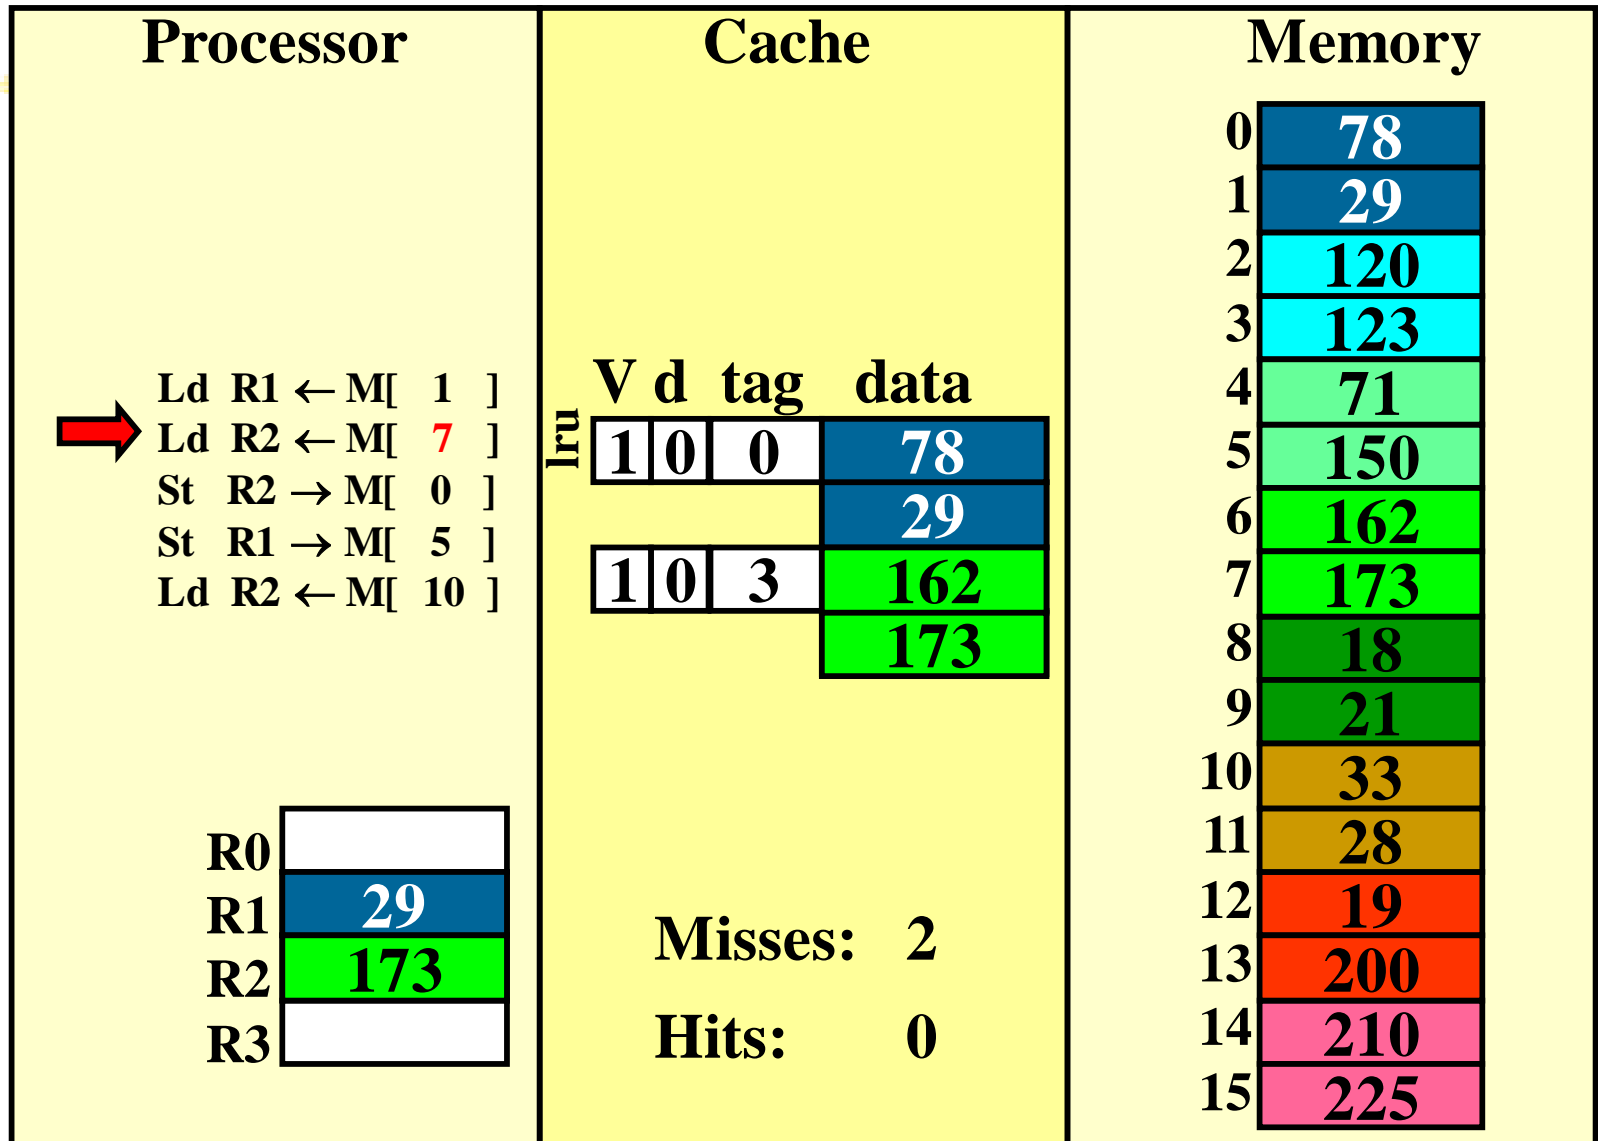 Processor
Ld R1 ← M[ 1 ]
Ld R2 ← M[ 7 ]
St R2 → M[ 0 ]
St R1 → M[ 5 ]
Ld R2 ← M[ 10 ]
R0
R1 29
R2 173
R3
Cache
V d tag data
lru
1 0 0 78
29
1 0 3 162
173
Misses: 2
Hits: 0
Memory
0 78
1 29
2 120
3 123
4 71
5 150
6 162
7 173
8 18
9 21
10 33
11 28
12 19
13 200
14 210
15 225